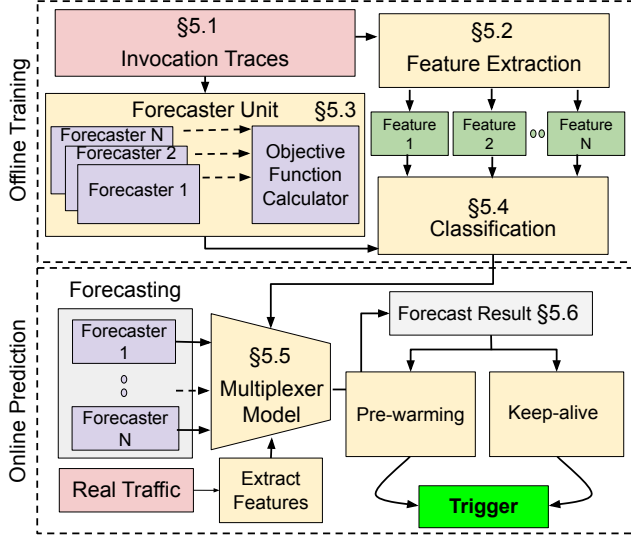 Offline Training
§5.1
Invocation Traces
§5.2
Feature Extraction
Forecaster Unit §5.3
Forecaster N
Forecaster 2
Forecaster 1
Objective
Function
Calculator
Feature
1
Feature
2
Feature
N
§5.4
Classification
Online Prediction
Forecasting
Forecaster
1
Forecaster
N
§5.5
Multiplexer
Model
Real Traffic
Extract
Features
Forecast Result §5.6
Pre-warming
Keep-alive
Trigger